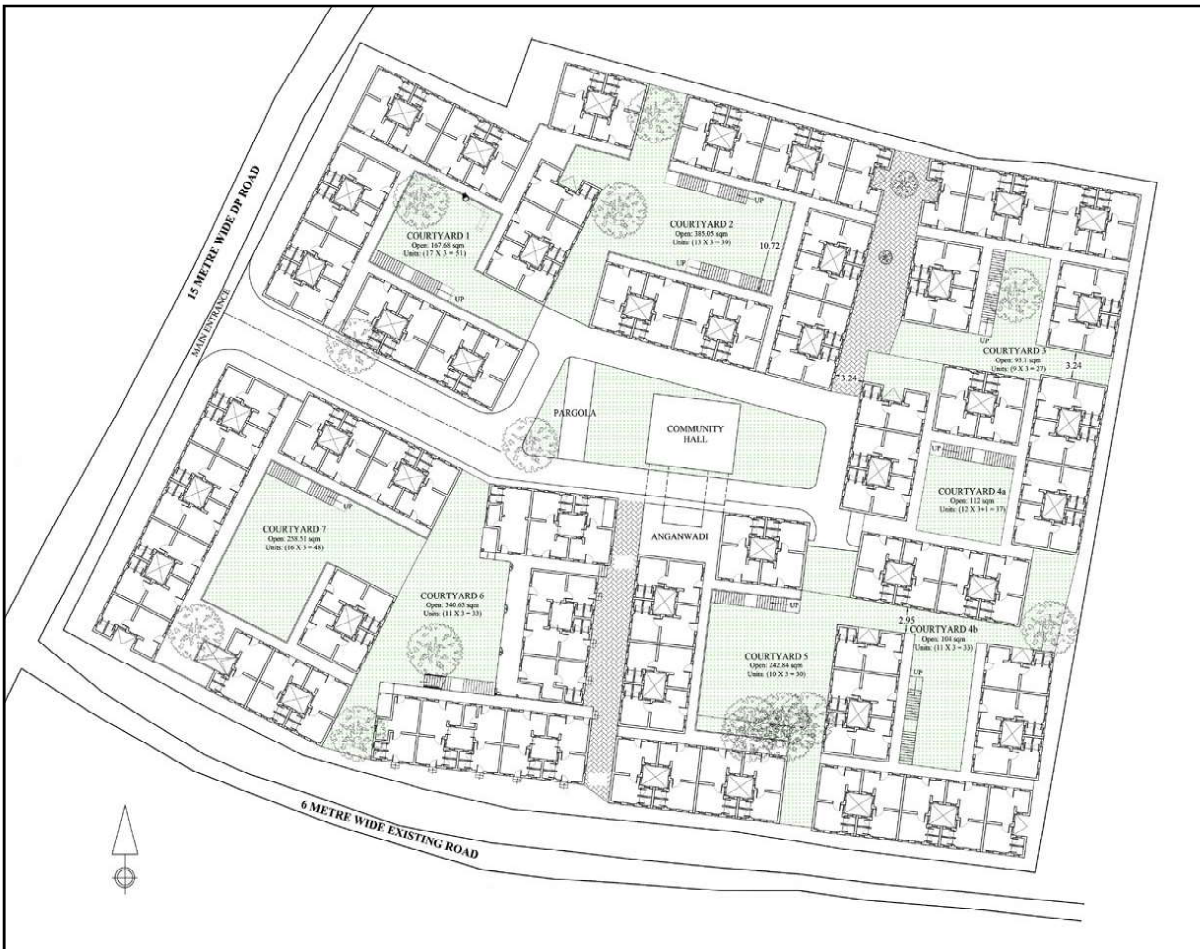 15 METRE WIDE DP ROAD
MAIN ENTRANCE
COURTYARD 1
Open: 167.68 sqm
Units: (17 X 3 = 51)
UP
COURTYARD 2
Open: 385.05 sqm
Units: (13 X 3 = 39)
UP
UP
10.72
COURTYARD 3
Open: 93.1 sqm
Units: (9 X 3 = 27)
UP
3.24
3.24
PARGOLA
COMMUNITY
HALL
UP
COURTYARD 4a
Open: 112 sqm
Units: (12 X 3+1 = 37)
COURTYARD 7
Open: 258.51 sqm
Units: (16 X 3 = 48)
UP
ANGANWADI
COURTYARD 6
Open: 340.65 sqm
Units: (11 X 3 = 33)
UP
COURTYARD 5
Open: 242.84 sqm
Units: (10 X 3 = 30)
2.95
COURTYARD 4b
Open: 104 sqm
Units: (11 X 3 = 33)
UP
6 METRE WIDE EXISTING ROAD